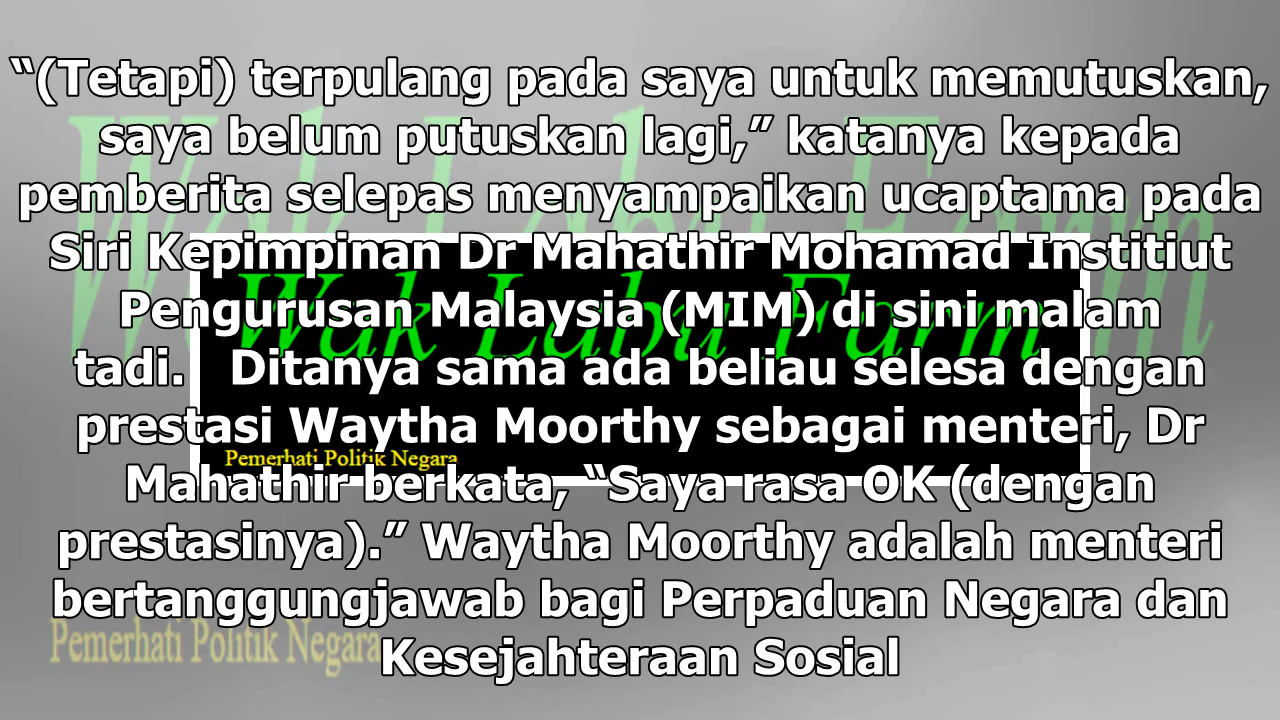 “(Tetapi) terpulang pada saya untuk memutuskan,
saya belum putuskan lagi,” katanya kepada
pemberita selepas menyampaikan ucaptama pada
Siri Kepimpinan Dr Mahathir Mohamad Institiut
Pengurusan Malaysia (MIM) di sini malam
tadi.   Ditanya sama ada beliau selesa dengan
prestasi Waytha Moorthy sebagai menteri, Dr
Mahathir berkata, “Saya rasa OK (dengan
prestasinya).” Waytha Moorthy adalah menteri
bertanggungjawab bagi Perpaduan Negara dan
Kesejahteraan Sosial
Wak Labu Farm
Pemerhati Politik Negara
Wak Labu Farm
Pemerhati Politik Negara